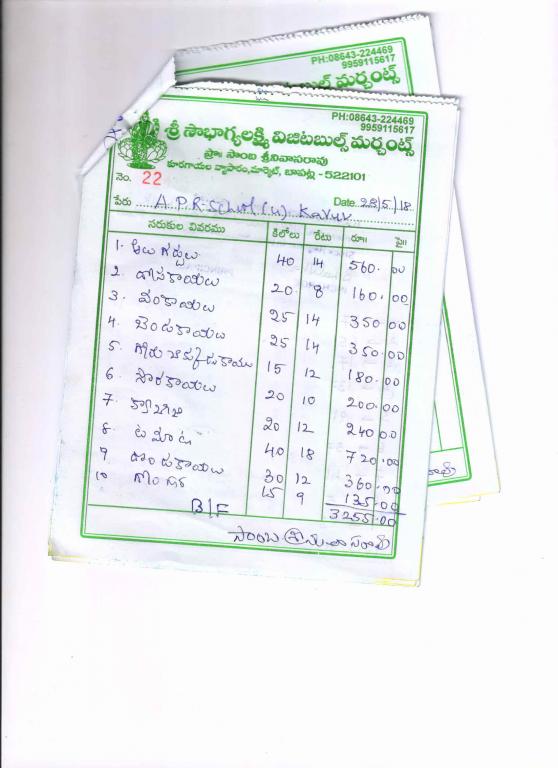 PH:08643-224469
9959115617
విజిటబుల్స్ మర్చంట్స్
PH:08643-224469
9959115617
శ్రీ సౌభాగ్యలక్ష్మి విజిటబుల్స్ మర్చంట్స్
ప్రొ॥ సాంబ శ్రీనివాసరావు
కూరగాయల వ్యాపారం, మార్కెట్, బాపట్ల - 522101
నెం. 22
పేరు A.P.R. School (u) Kavur Date 28/5/18
సరుకుల వివరము కిలోలు రేటు రూ॥ పై॥
1. ఆలు గడ్డలు 40 14 560.00
2. దోసకాయలు 20 8 160.00
3. వంకాయలు 25 14 350.00
4. బెండకాయలు 25 14 350.00
5. గోరుచిక్కుడుకాయలు 15 12 180.00
6. సొరకాయలు 20 10 200.00
7. క్యాబేజి 20 12 240.00
8. టమోట 40 18 720.00
9 దొండకాయలు 30 12 360.00
10 గోంగూర 15 9 135.00
B/F 3255.00
సాంబ శ్రీనివాసరావు